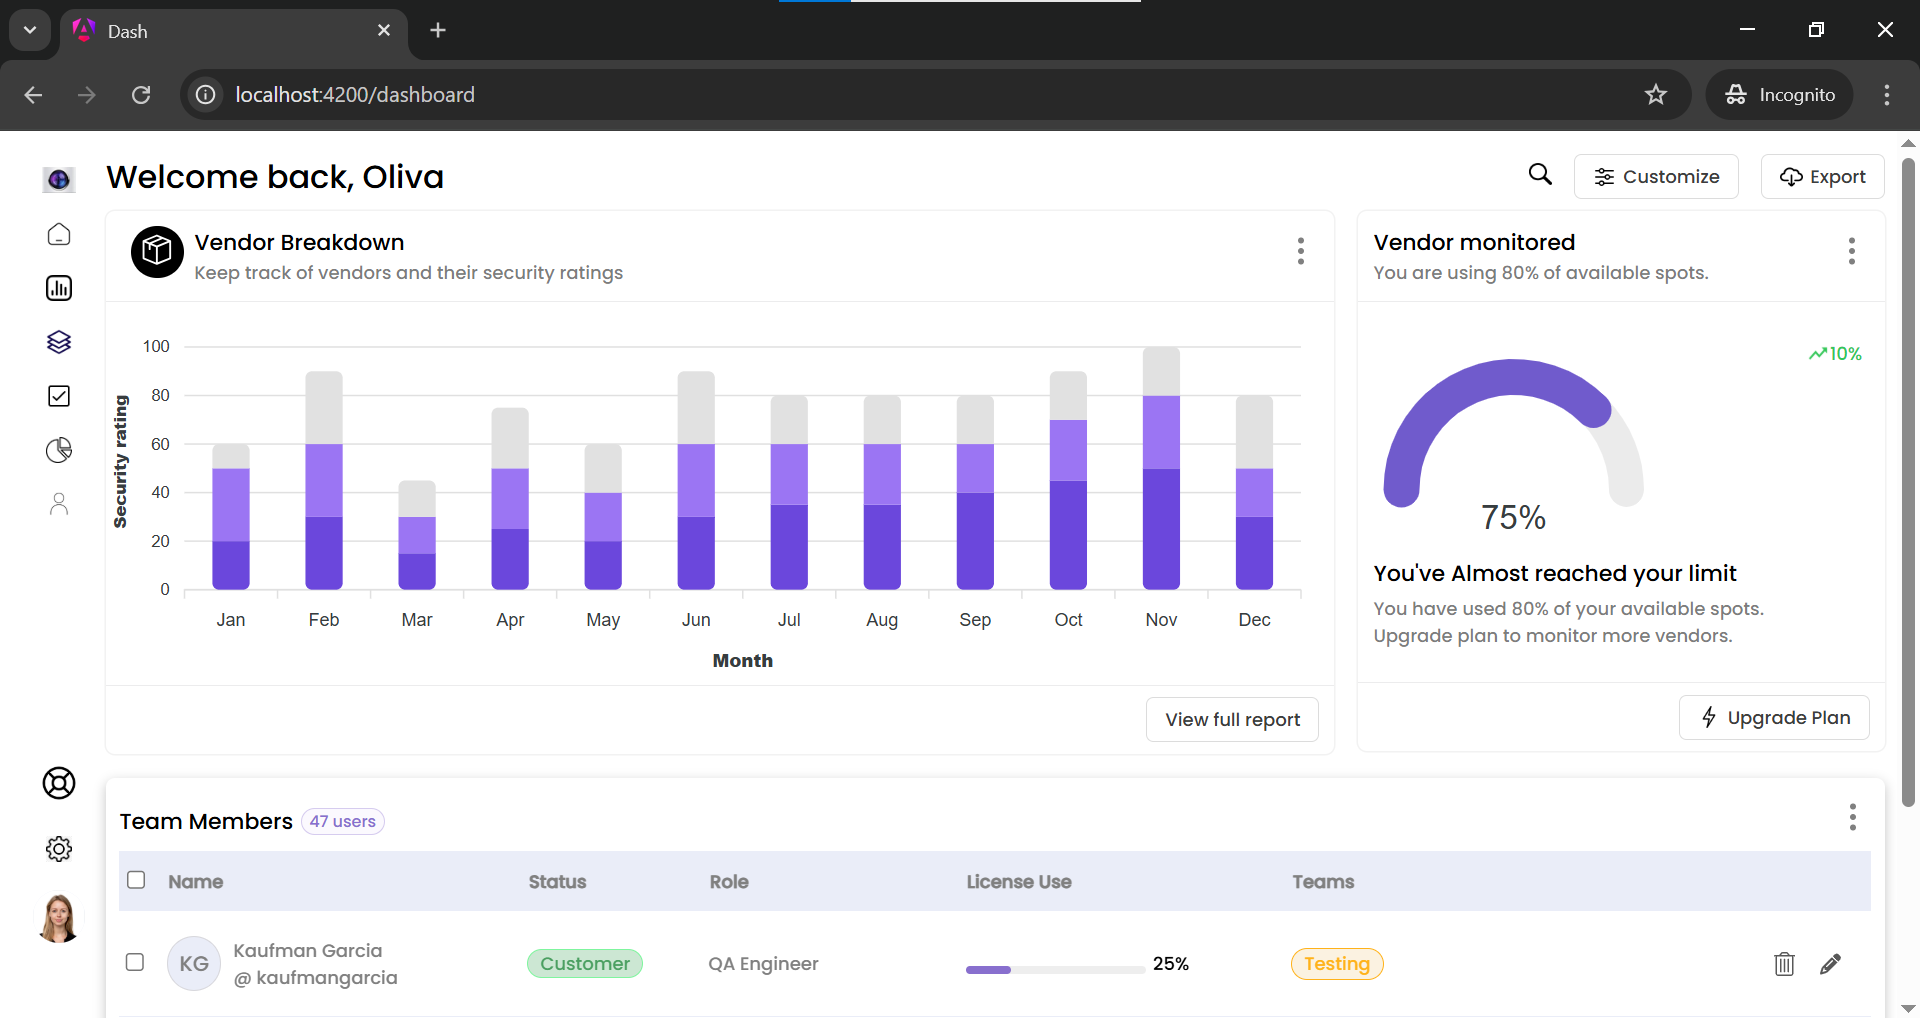 Dash
localhost:4200/dashboard
Incognito
Welcome back, Oliva
Customize
Export
Vendor Breakdown
Keep track of vendors and their security ratings
100
80
60
40
20
0
Security rating
Jan Feb Mar Apr May Jun Jul Aug Sep Oct Nov Dec
Month
View full report
Vendor monitored
You are using 80% of available spots.
10%
75%
You've Almost reached your limit
You have used 80% of your available spots.
Upgrade plan to monitor more vendors.
Upgrade Plan
Team Members 47 users
Name Status Role License Use Teams
KG
Kaufman Garcia
@ kaufmangarcia
Customer
QA Engineer
25%
Testing